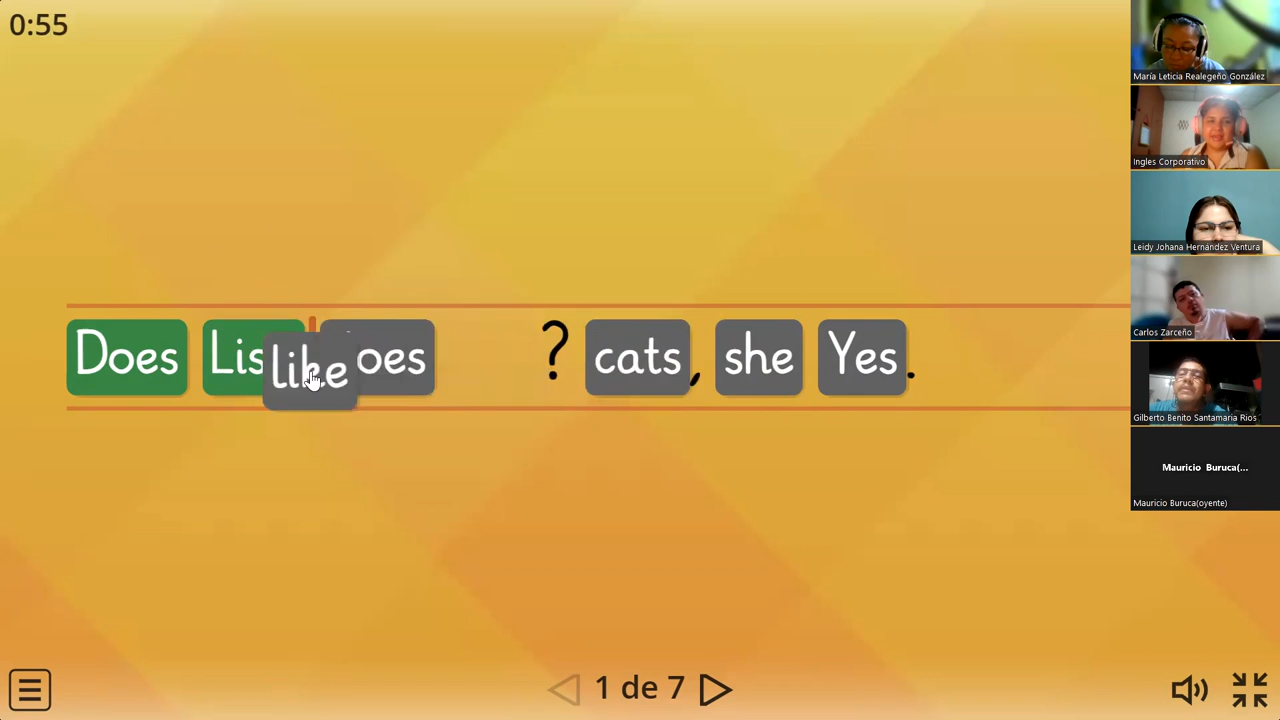 0:55
Does Lis like oes ? cats, she Yes.
1 de 7
María Leticia Realegeño González
Ingles Corporativo
Leidy Johana Hernández Ventura
Carlos Zarceño
Gilberto Benito Santamaria Rios
Mauricio Buruca(...
Mauricio Buruca(oyente)